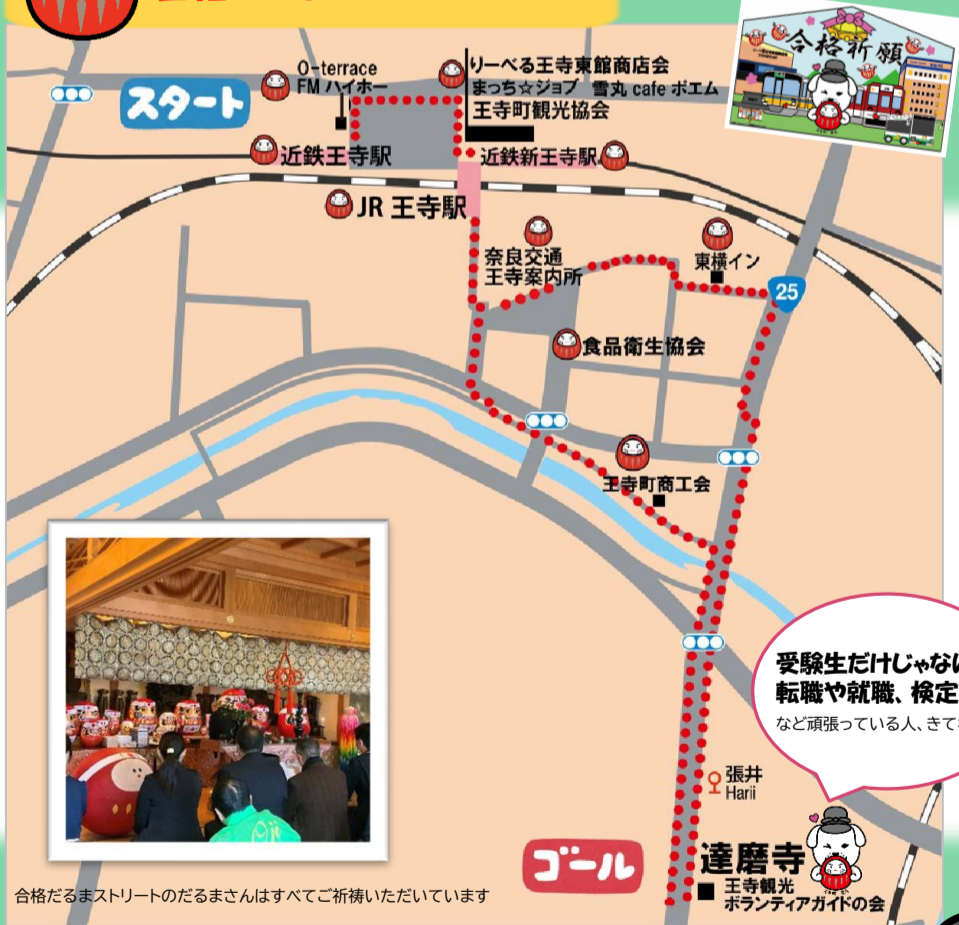 合格祈願
スタート
O-terrace
FM ハイホー
りーべる王寺東館商店会
まっち☆ジョブ 雪丸 cafe ポエム
王寺町観光協会
近鉄王寺駅
近鉄新王寺駅
JR 王寺駅
奈良交通
王寺案内所
東横イン
25
食品衛生協会
王寺町商工会
受験生だけじゃない
転職や就職、検定
など頑張っている人、きて
張井
Harii
ゴール
達磨寺
王寺観光
ボランティアガイドの会
Oji
合格だるまストリートのだるまさんはすべてご祈祷いただいています